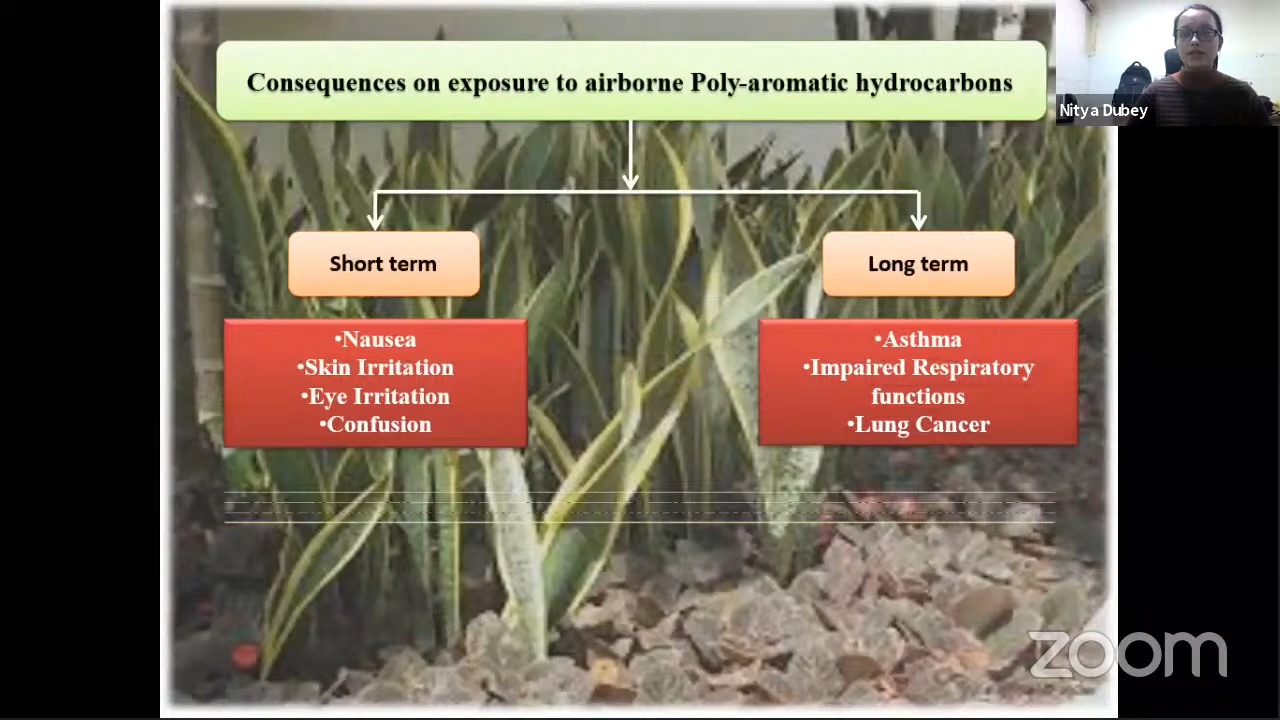 Consequences on exposure to airborne Poly-aromatic hydrocarbons
Nitya Dubey
Short term
Long term
•Nausea
•Skin Irritation
•Eye Irritation
•Confusion
•Asthma
•Impaired Respiratory
functions
•Lung Cancer
zoom